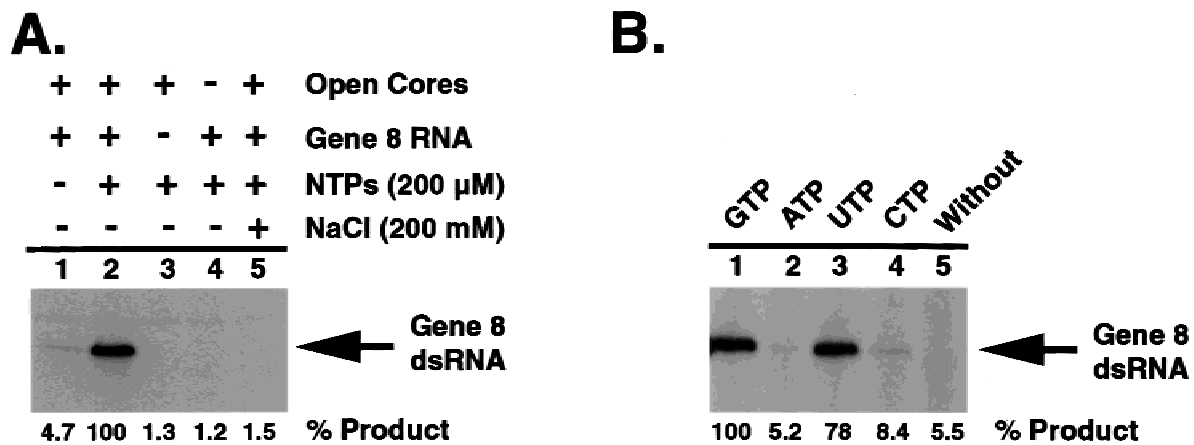 A.
+ + + - + Open Cores
+ + - + + Gene 8 RNA
- + + + + NTPs (200 µM)
- - - - + NaCl (200 mM)
1 2 3 4 5
Gene 8
dsRNA
4.7 100 1.3 1.2 1.5 % Product
B.
GTP ATP UTP CTP Without
1 2 3 4 5
Gene 8
dsRNA
100 5.2 78 8.4 5.5 % Product